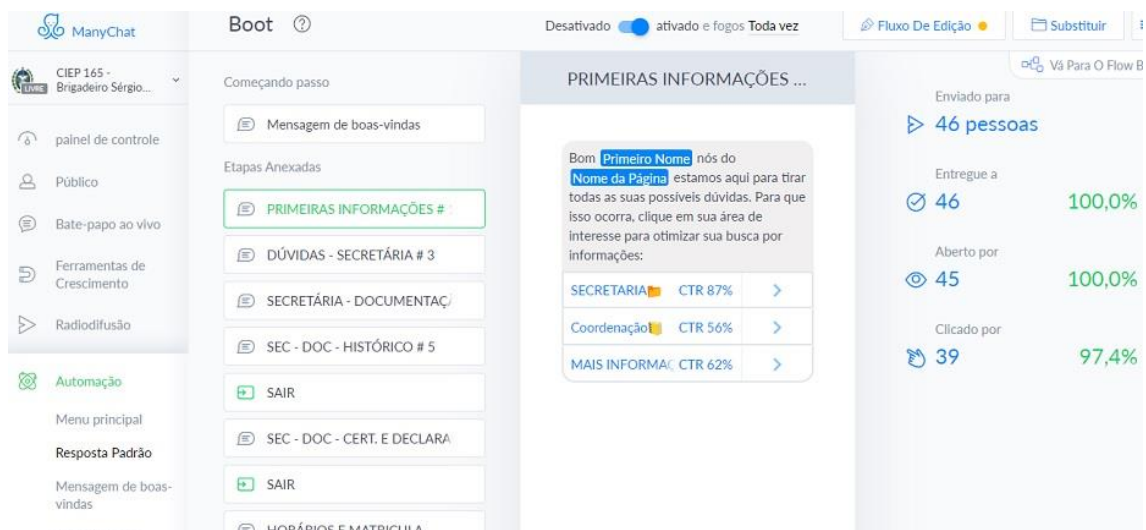 ManyChat
CIEP 165 -
Brigadeiro Sérgio...
LIVRE
painel de controle
Público
Bate-papo ao vivo
Ferramentas de
Crescimento
Radiodifusão
Automação
Menu principal
Resposta Padrão
Mensagem de boas-
vindas
Boot ?
Começando passo
Mensagem de boas-vindas
Etapas Anexadas
PRIMEIRAS INFORMAÇÕES #
DÚVIDAS - SECRETÁRIA # 3
SECRETÁRIA - DOCUMENTAÇ
SEC - DOC - HISTÓRICO # 5
SAIR
SEC - DOC - CERT. E DECLARA
SAIR
HORÁRIOS E MATRICULA
Desativado ativado e fogos Toda vez
Fluxo De Edição
Substituir
Vá Para O Flow B
PRIMEIRAS INFORMAÇÕES ...
Bom Primeiro Nome nós do
Nome da Página estamos aqui para tirar
todas as suas possíveis dúvidas. Para que
isso ocorra, clique em sua área de
interesse para otimizar sua busca por
informações:
SECRETARIA CTR 87%
Coordenação CTR 56%
MAIS INFORMAÇ CTR 62%
Enviado para
46 pessoas
Entregue a
46 100,0%
Aberto por
45 100,0%
Clicado por
39 97,4%